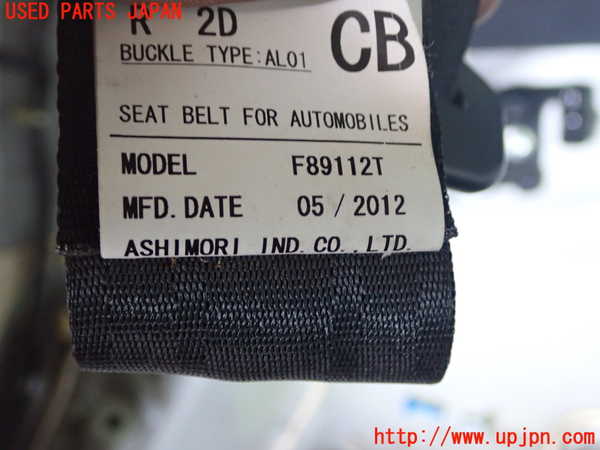 USED PARTS JAPAN
R 2D
BUCKLE TYPE:AL01
CB
SEAT BELT FOR AUTOMOBILES
MODEL F89112T
MFD. DATE 05 / 2012
ASHIMORI IND. CO., LTD.
http://www.upjpn.com/